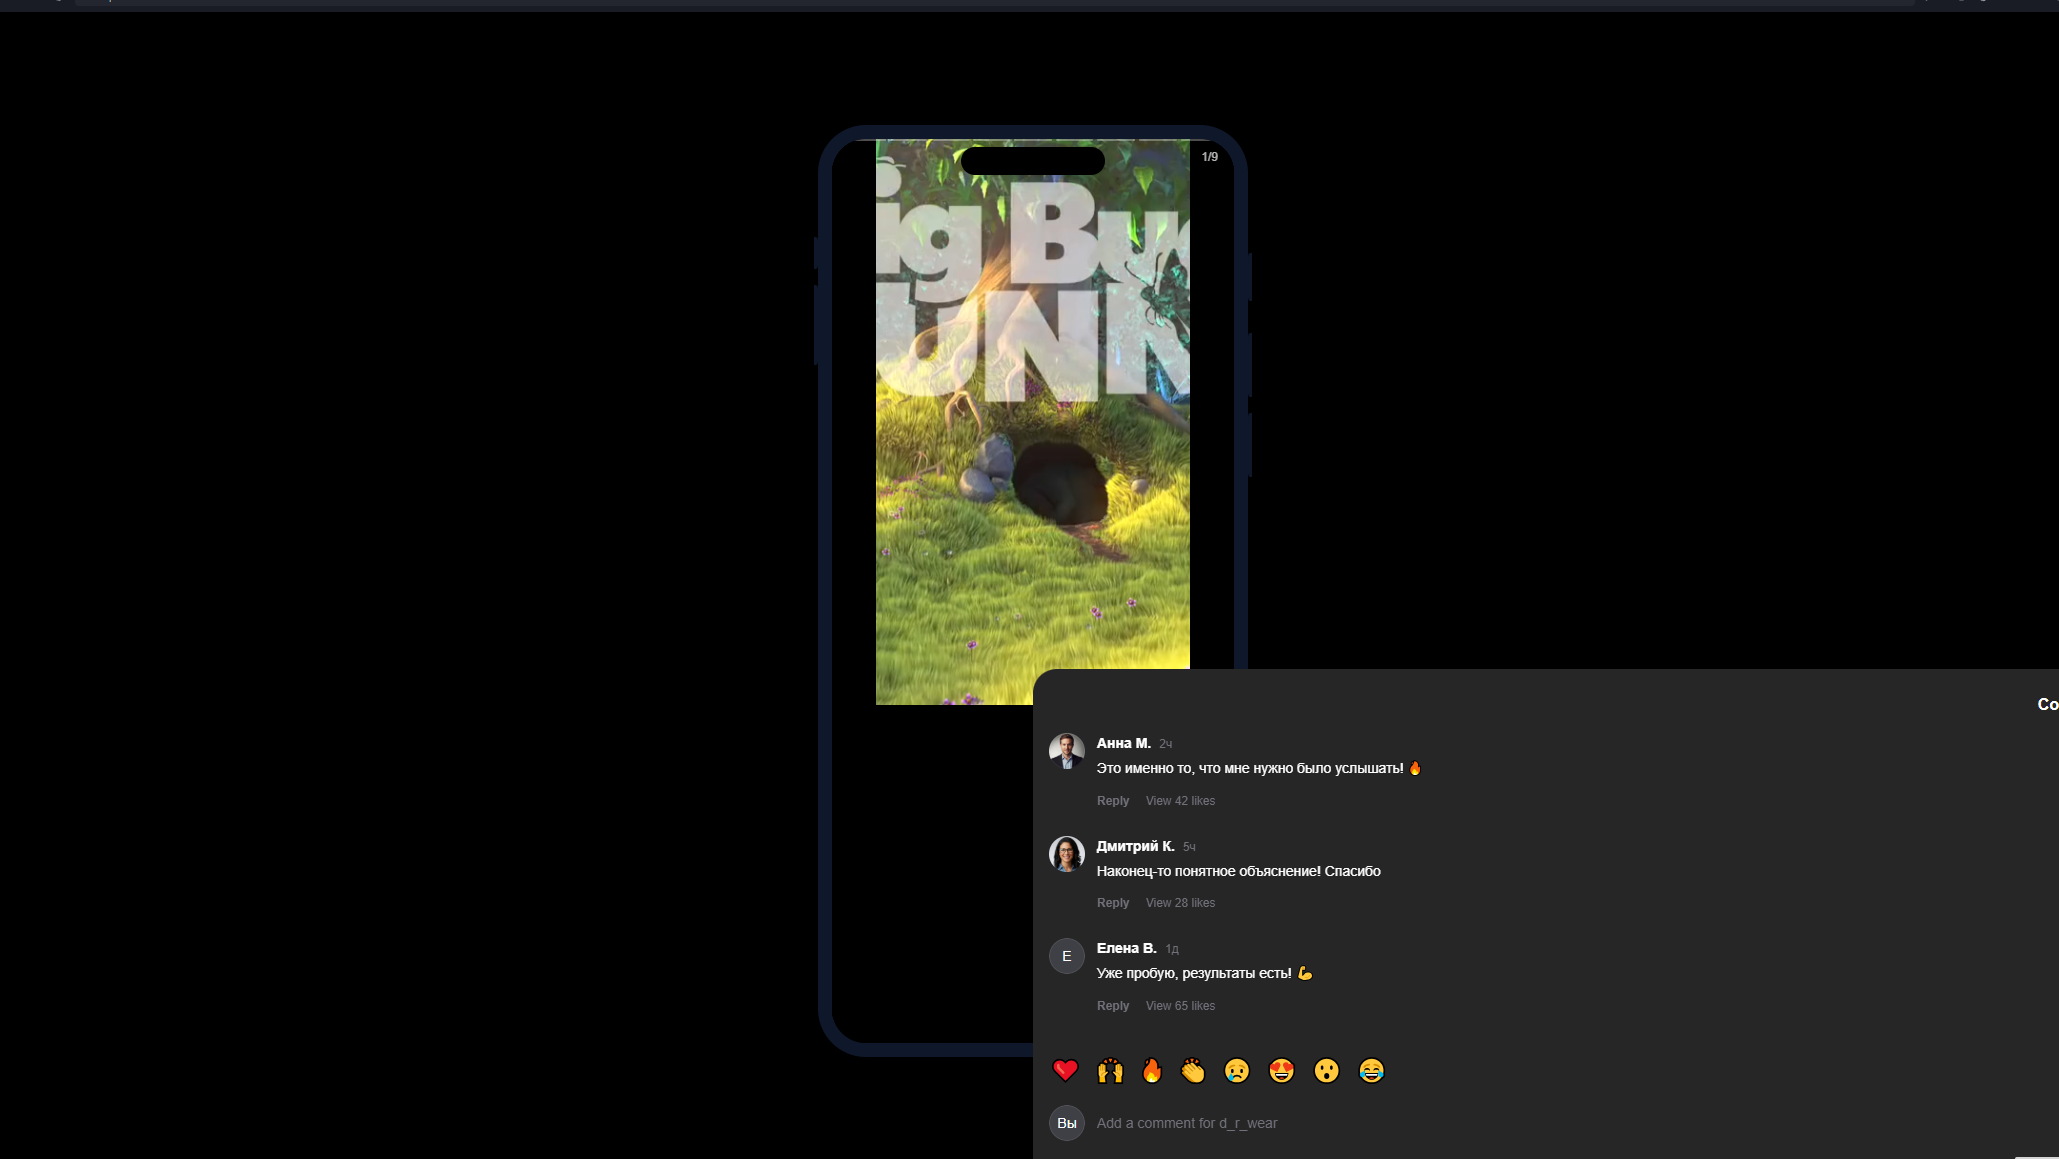 1/9
ig Bu
UNN
Co
Анна М. 2ч
Это именно то, что мне нужно было услышать! 🔥
Reply View 42 likes
Дмитрий К. 5ч
Наконец-то понятное объяснение! Спасибо
Reply View 28 likes
Е
Елена В. 1д
Уже пробую, результаты есть! 💪
Reply View 65 likes
❤️ 🙌 🔥 👏 😢 😍 😮 😂
Вы
Add a comment for d_r_wear